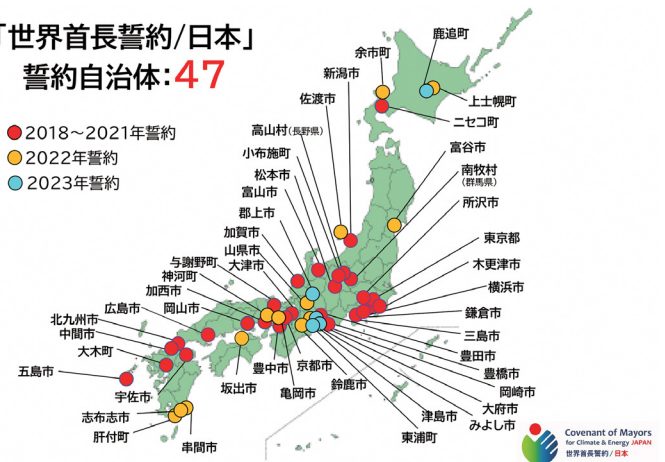 「世界首長誓約/日本」
誓約自治体:47
2018～2021年誓約
2022年誓約
2023年誓約
鹿追町
余市町
新潟市
佐渡市
上士幌町
ニセコ町
高山村(長野県)
小布施町
松本市
富山市
郡上市
加賀市
山県市
大津市
与謝野町
神河町
加西市
岡山市
広島市
北九州市
中間市
大木町
五島市
宇佐市
志布志市
肝付町
串間市
富谷市
南牧村
(群馬県)
所沢市
東京都
木更津市
横浜市
鎌倉市
三島市
豊田市
豊橋市
岡崎市
大府市
みよし市
津島市
東浦町
鈴鹿市
京都市
亀岡市
豊中市
坂出市
Covenant of Mayors
for Climate & Energy JAPAN
世界首長誓約/日本